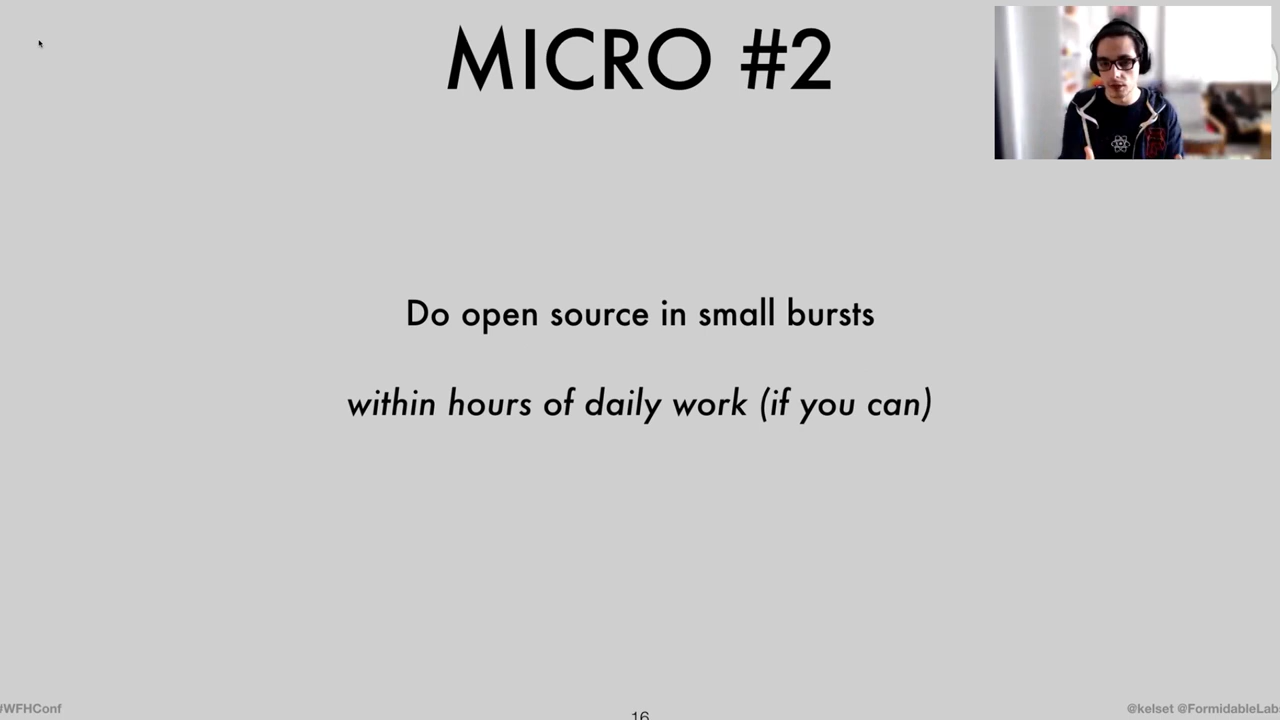 MICRO #2
Do open source in small bursts
within hours of daily work (if you can)
#WFHConf
16
@kelset @FormidableLabs